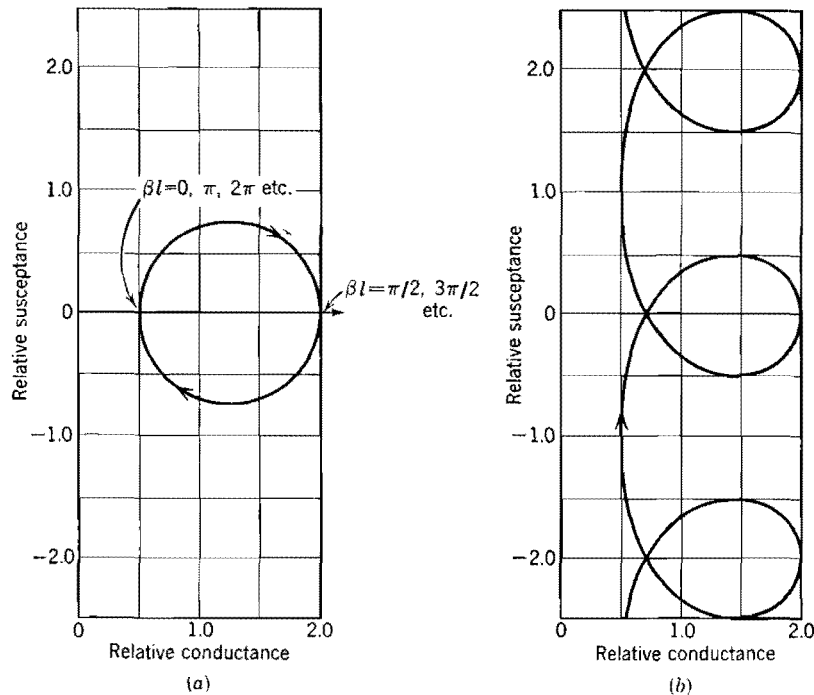 2.0
1.0
0
−1.0
−2.0
Relative susceptance
βl=0, π, 2π etc.
βl=π/2, 3π/2
etc.
0
1.0
2.0
Relative conductance
(a)
2.0
1.0
0
−1.0
−2.0
Relative susceptance
0
1.0
2.0
Relative conductance
(b)